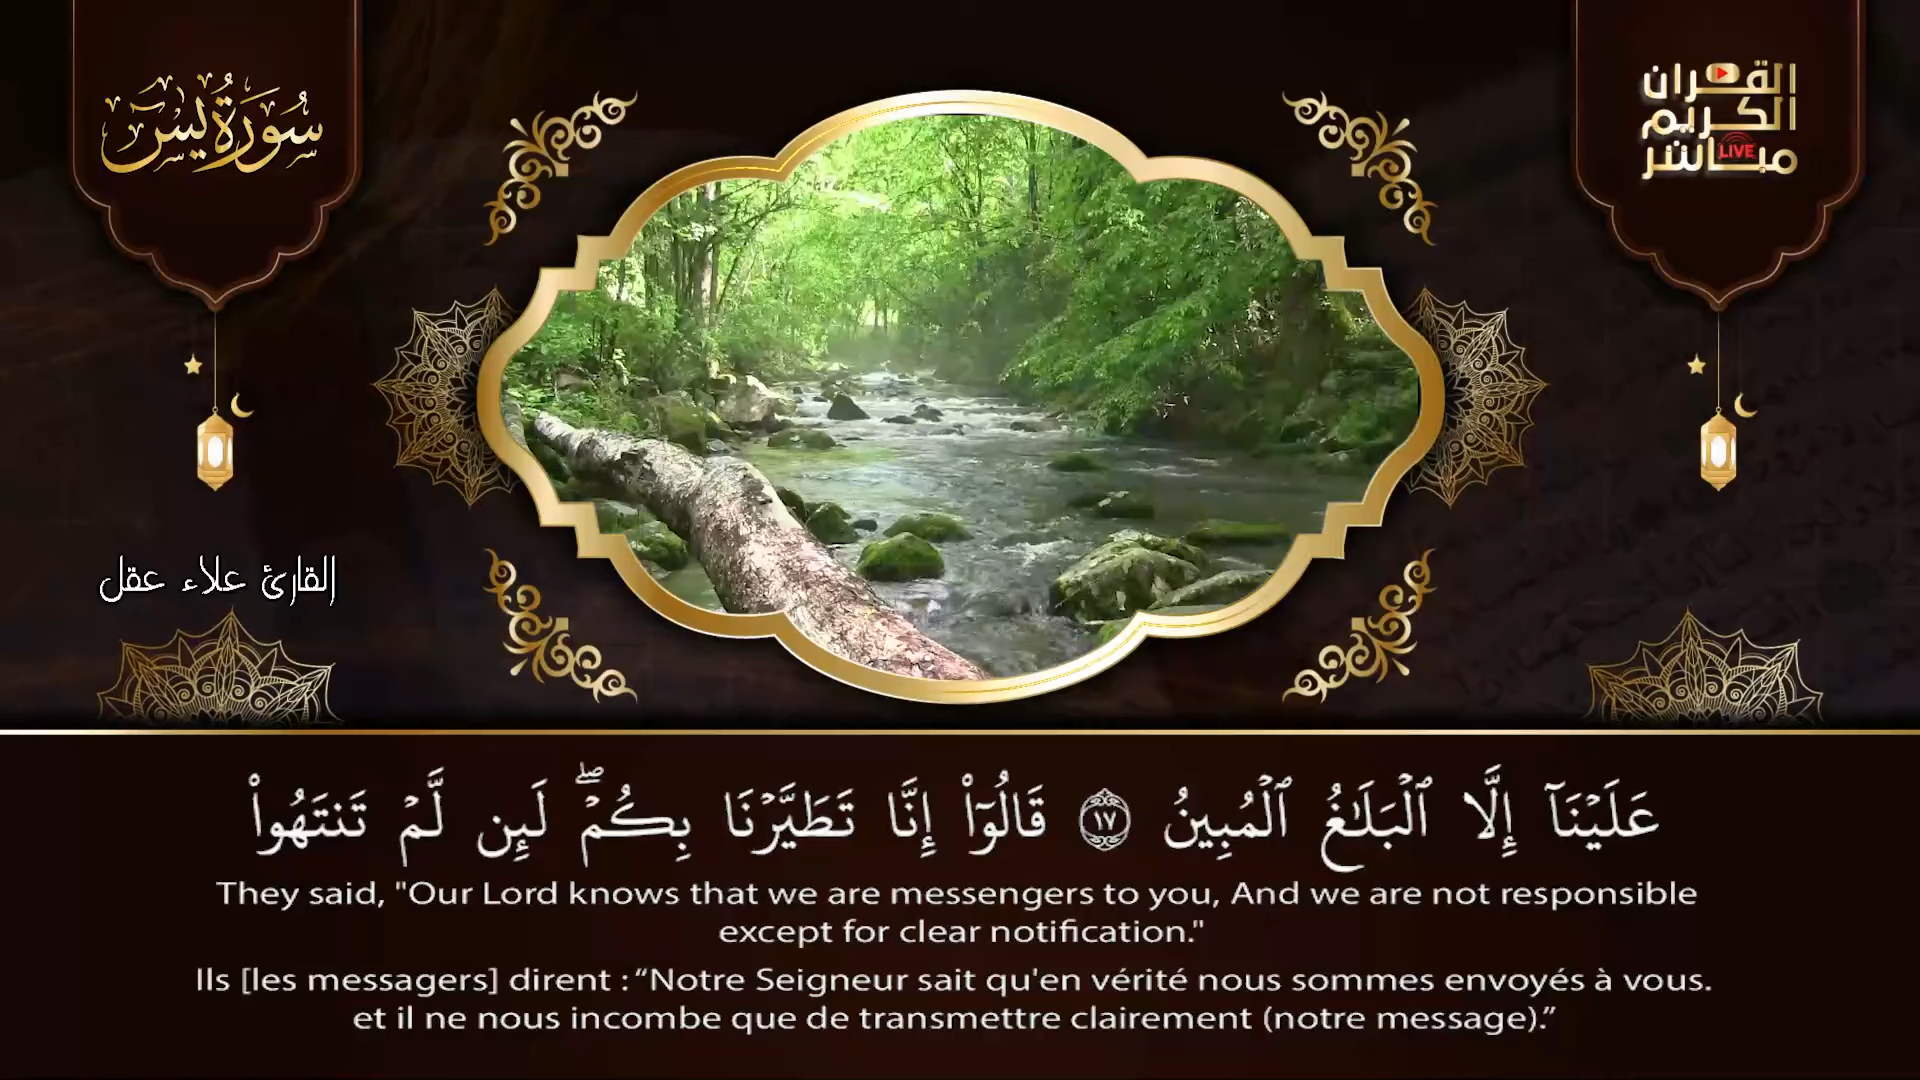 سُورَةُ يسٓ
القرآن
الكريم
LIVE
مباشر
القارئ علاء عقل
عَلَيْنَآ إِلَّا ٱلْبَلَـٰغُ ٱلْمُبِينُ ١٧ قَالُوٓا۟ إِنَّا تَطَيَّرْنَا بِكُمْ ۖ لَئِن لَّمْ تَنتَهُوا۟
They said, "Our Lord knows that we are messengers to you, And we are not responsible
except for clear notification."
Ils [les messagers] dirent : “Notre Seigneur sait qu'en vérité nous sommes envoyés à vous.
et il ne nous incombe que de transmettre clairement (notre message).”